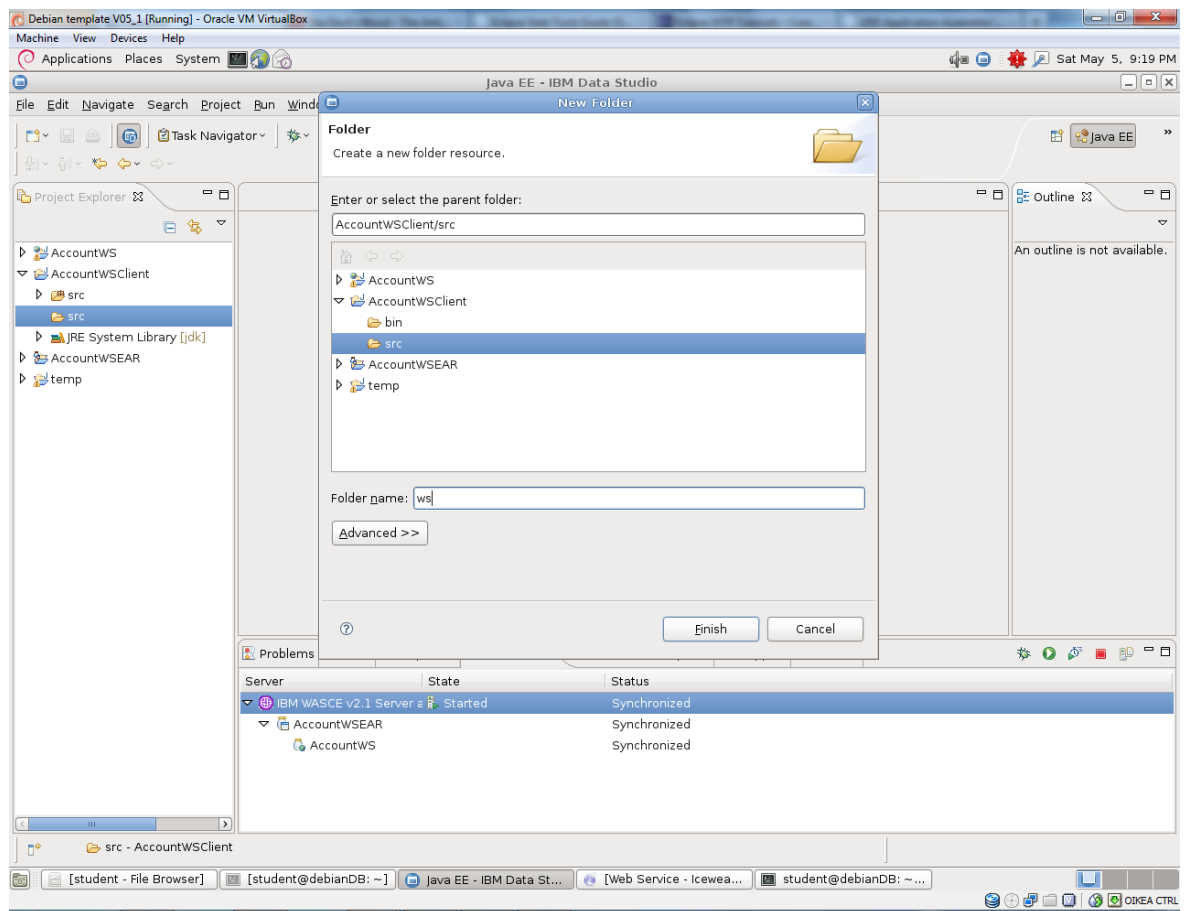 Debian template V05_1 [Running] - Oracle VM VirtualBox
Machine View Devices Help
Applications Places System Sat May 5, 9:19 PM
Java EE - IBM Data Studio
File Edit Navigate Search Project Run Windo
New Folder
Task Navigator
Java EE
»
Folder
Create a new folder resource.
Project Explorer
Outline
An outline is not available.
AccountWS
AccountWSClient
src
src
JRE System Library [jdk]
AccountWSEAR
temp
Enter or select the parent folder:
AccountWSClient/src
AccountWS
AccountWSClient
bin
src
AccountWSEAR
temp
Folder name: ws
Advanced >>
Finish Cancel
Problems
Server State Status
IBM WASCE v2.1 Server a Started Synchronized
AccountWSEAR Synchronized
AccountWS Synchronized
src - AccountWSClient
[student - File Browser] [student@debianDB: ~] Java EE - IBM Data St... [Web Service - Icewea... student@debianDB: ~...
OIKEA CTRL